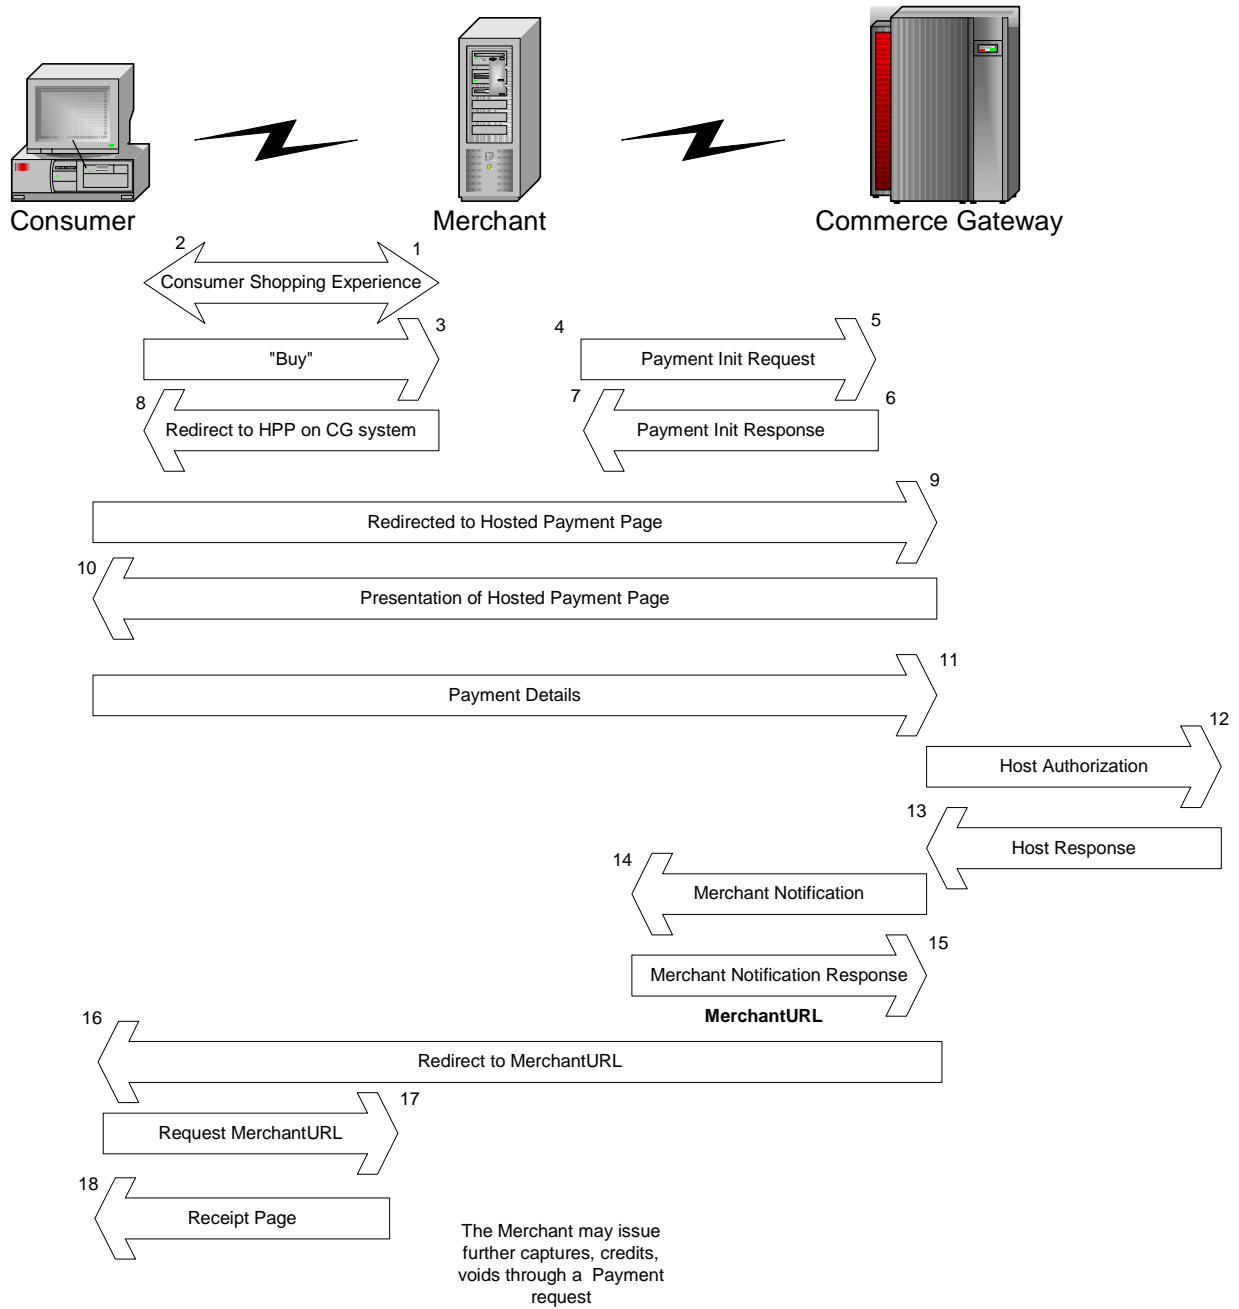 Consumer
Merchant
Commerce Gateway
2
1
Consumer Shopping Experience
3
4
5
"Buy"
Payment Init Request
8
7
6
Redirect to HPP on CG system
Payment Init Response
9
Redirected to Hosted Payment Page
10
Presentation of Hosted Payment Page
11
Payment Details
12
Host Authorization
13
Host Response
14
Merchant Notification
15
Merchant Notification Response
MerchantURL
16
Redirect to MerchantURL
17
Request MerchantURL
18
Receipt Page
The Merchant may issue
further captures, credits,
voids through a Payment
request